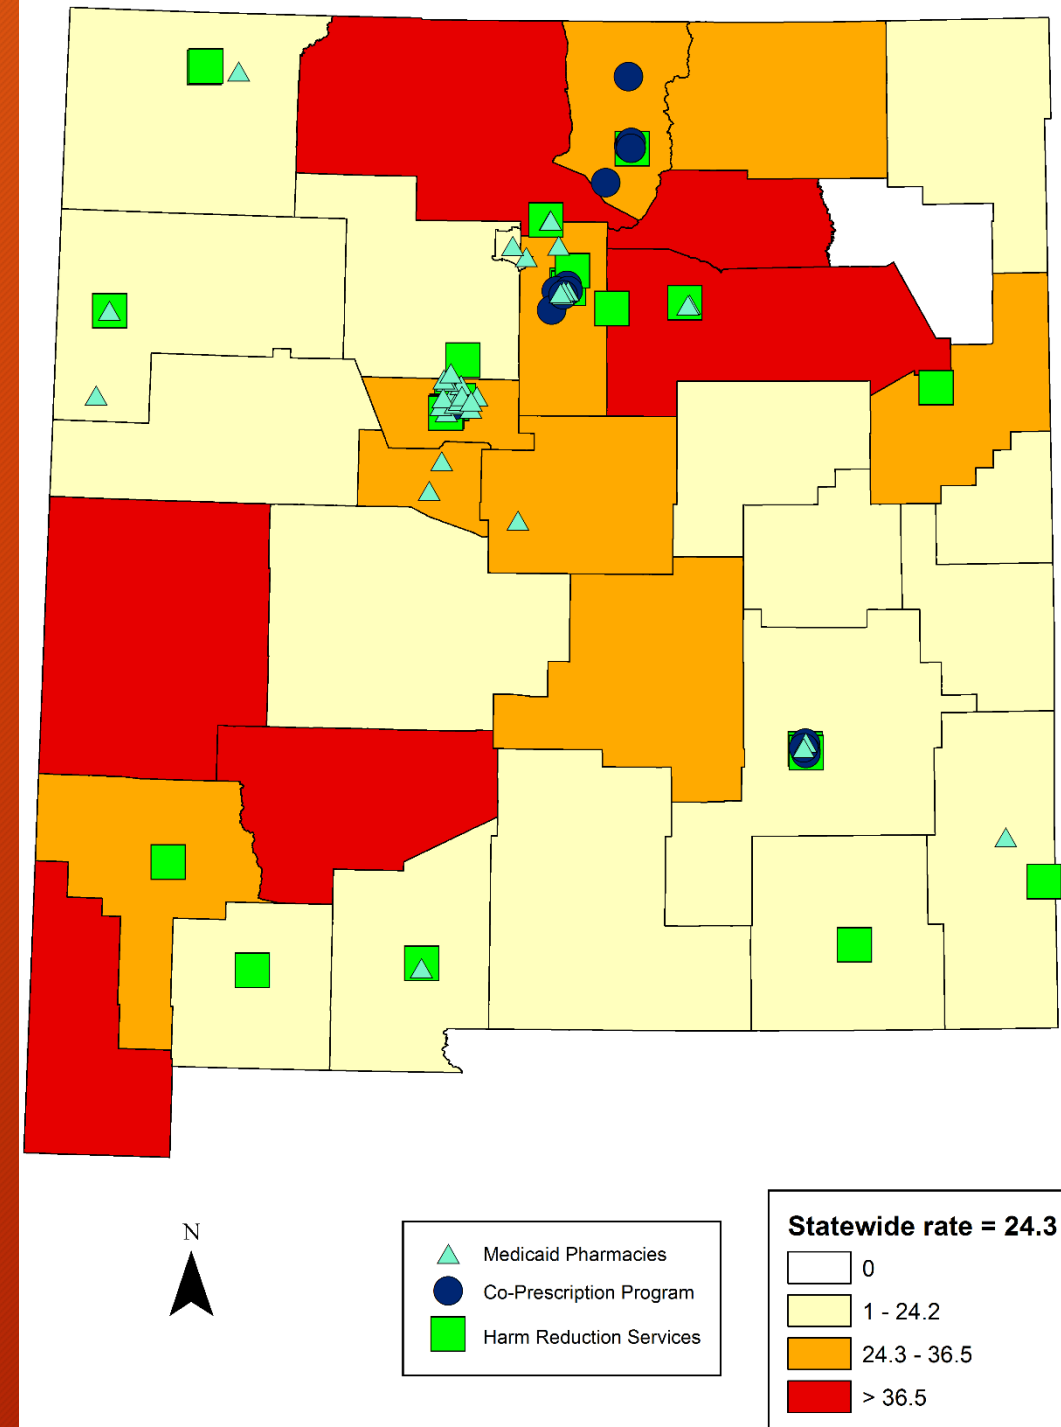 N
Medicaid Pharmacies
Co-Prescription Program
Harm Reduction Services
Statewide rate = 24.3
0
1 - 24.2
24.3 - 36.5
> 36.5